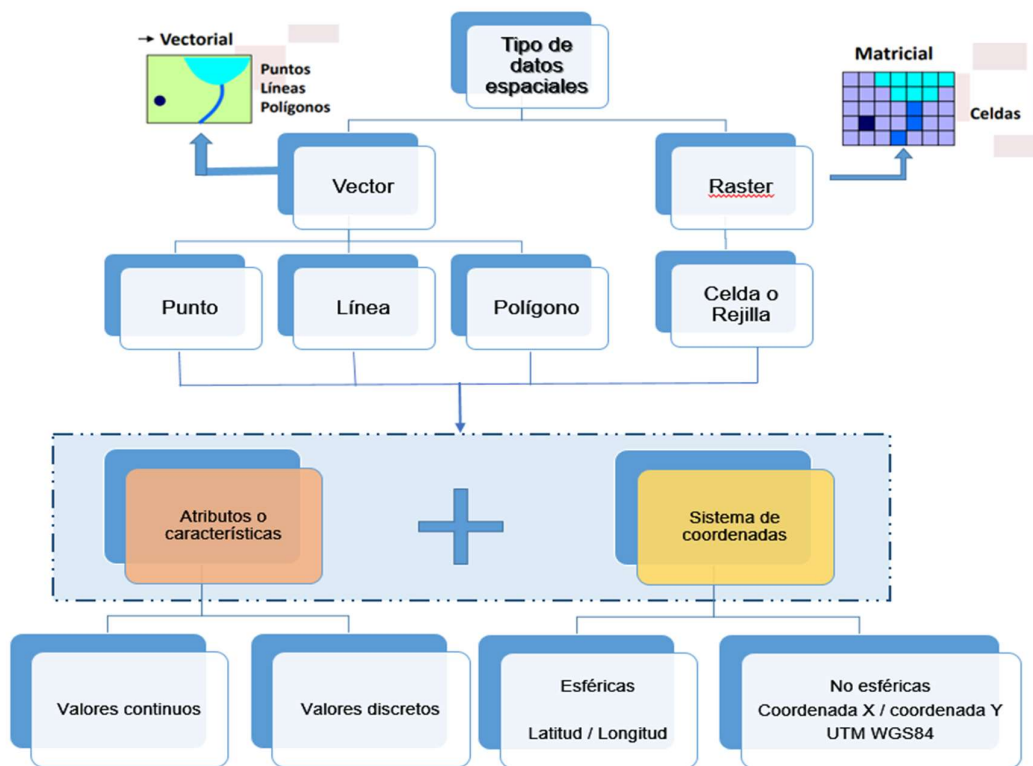 Vectorial
Puntos
Líneas
Polígonos
Tipo de
datos
espaciales
Matricial
Celdas
Vector
Raster
Punto
Línea
Polígono
Celda o
Rejilla
Atributos o
características
Sistema de
coordenadas
Valores continuos
Valores discretos
Esféricas
Latitud / Longitud
No esféricas
Coordenada X / coordenada Y
UTM WGS84